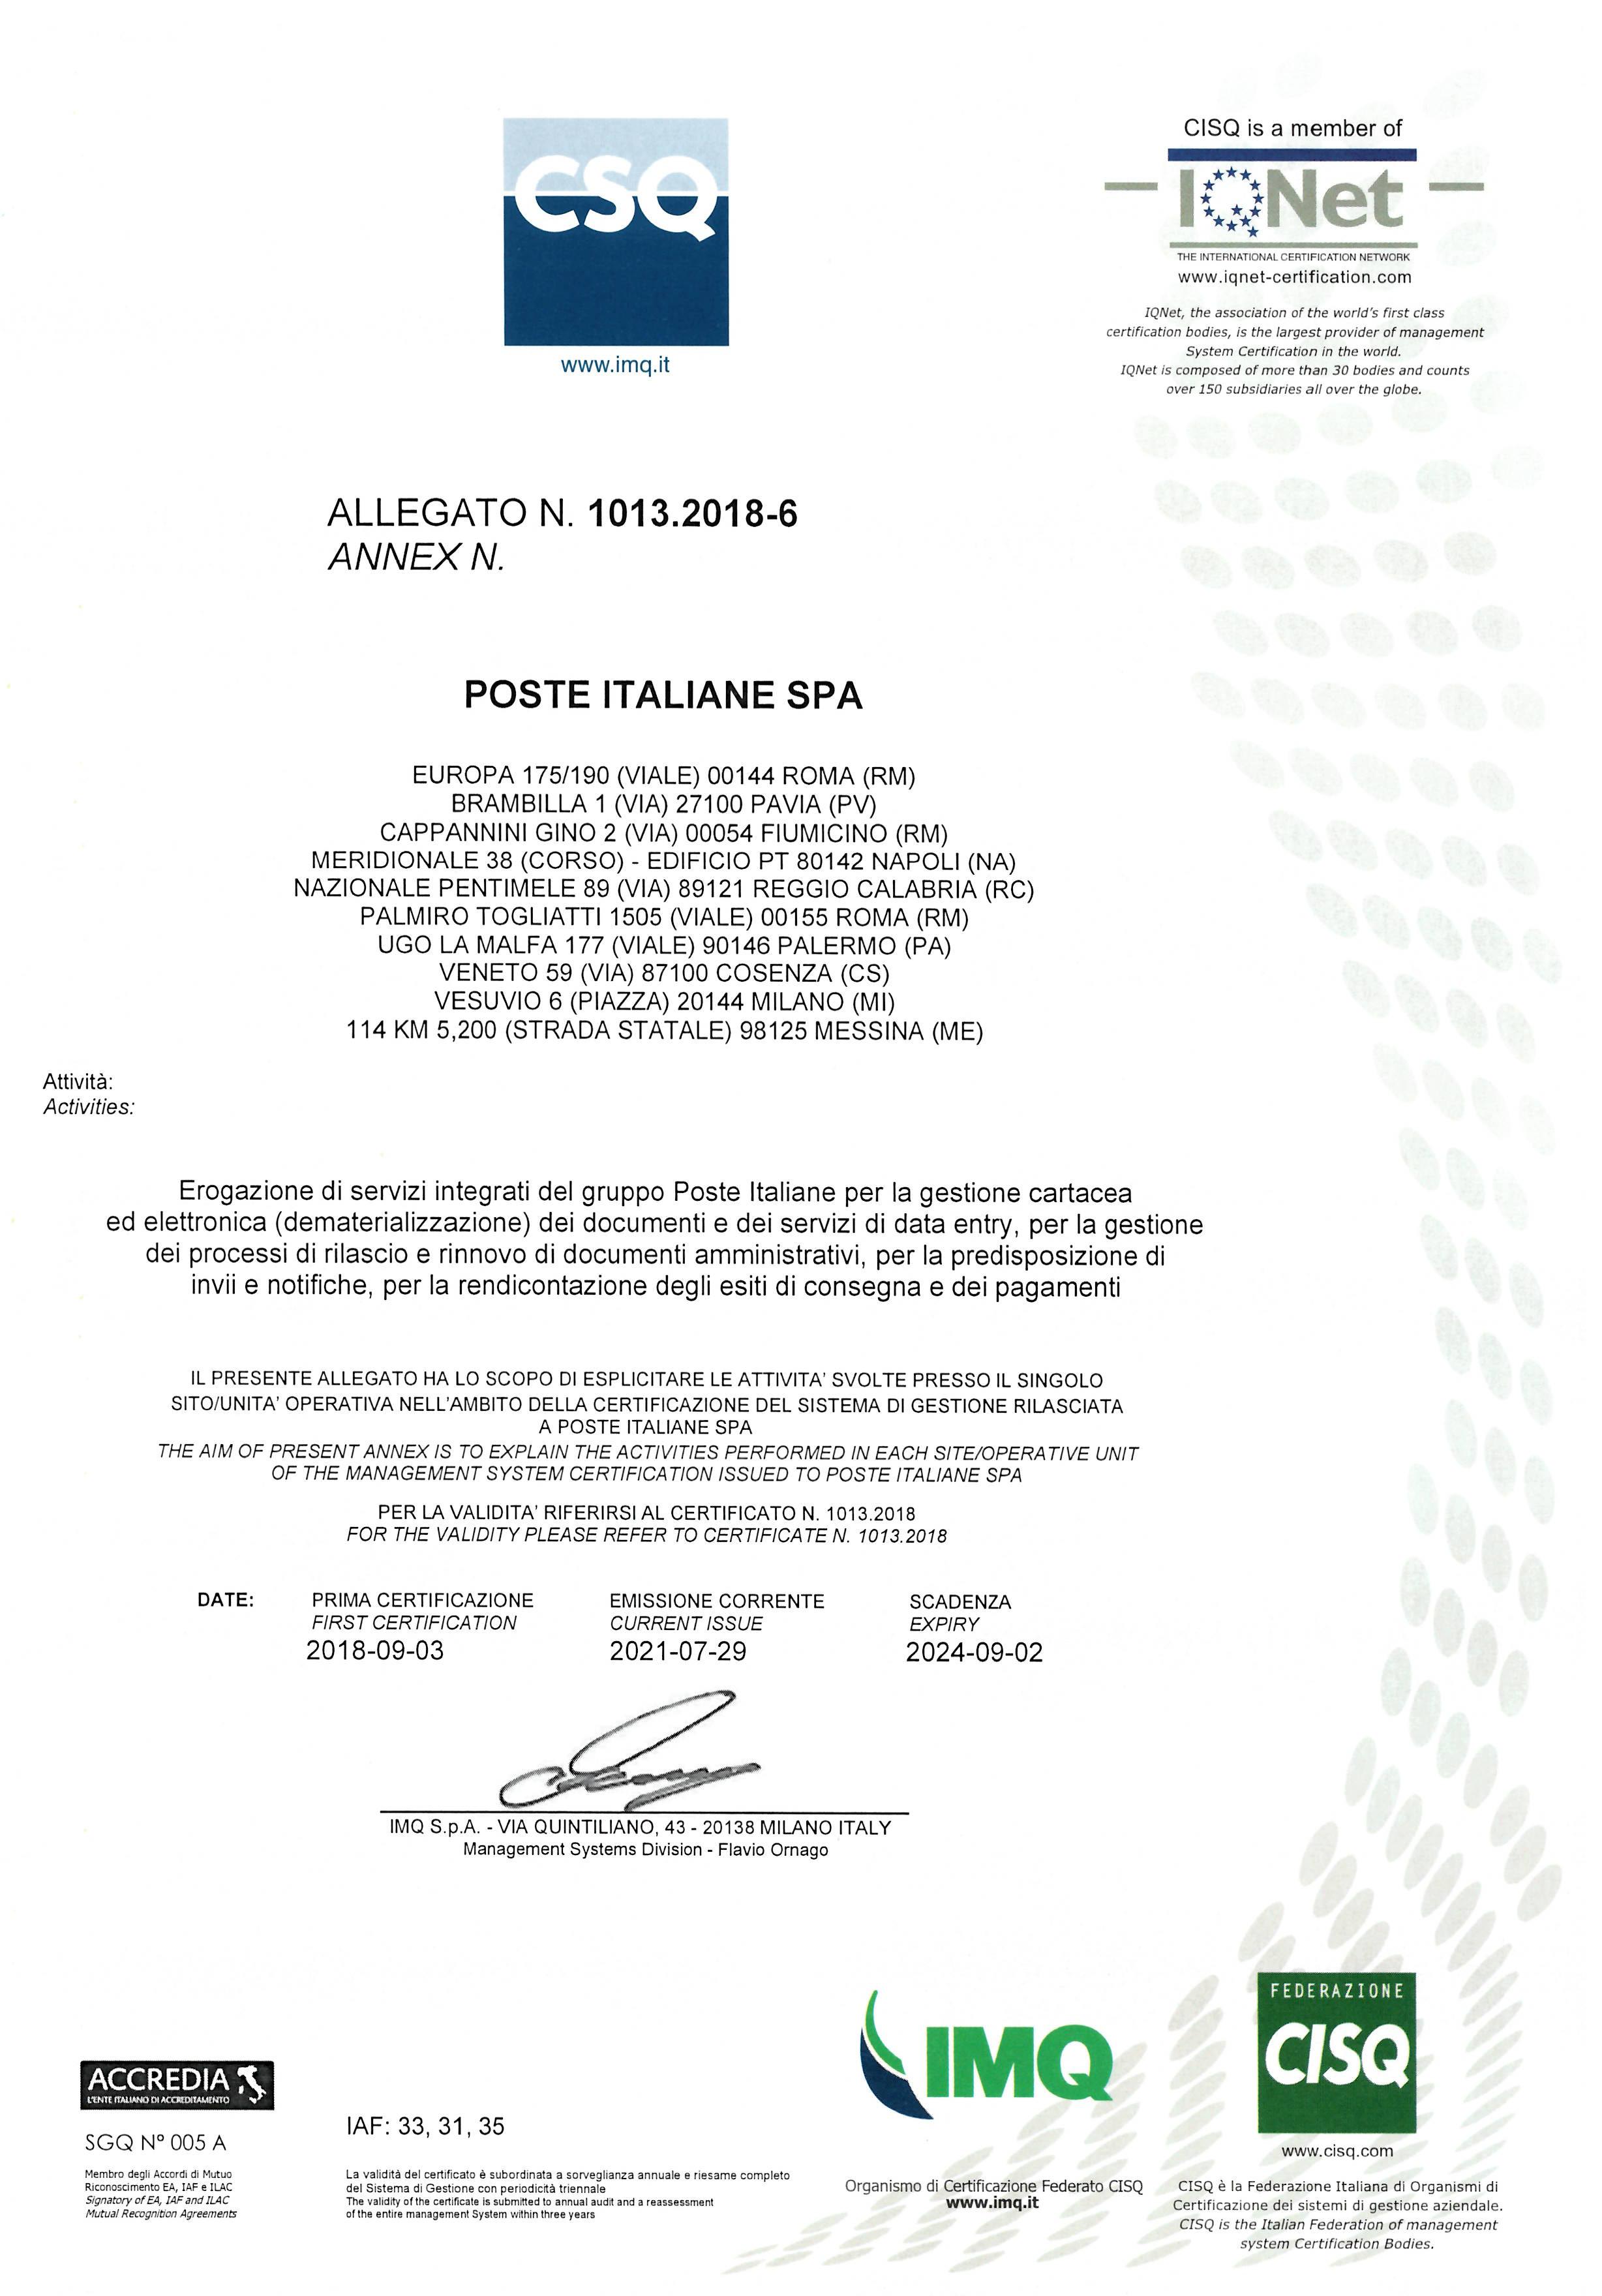 CSQ
www.imq.it
CISQ is a member of
IQNet
THE INTERNATIONAL CERTIFICATION NETWORK
www.iqnet-certification.com
IQNet, the association of the world's first class
certification bodies, is the largest provider of management
System Certification in the world.
IQNet is composed of more than 30 bodies and counts
over 150 subsidiaries all over the globe.
ALLEGATO N. 1013.2018-6
ANNEX N.
POSTE ITALIANE SPA
EUROPA 175/190 (VIALE) 00144 ROMA (RM)
BRAMBILLA 1 (VIA) 27100 PAVIA (PV)
CAPPANNINI GINO 2 (VIA) 00054 FIUMICINO (RM)
MERIDIONALE 38 (CORSO) - EDIFICIO PT 80142 NAPOLI (NA)
NAZIONALE PENTIMELE 89 (VIA) 89121 REGGIO CALABRIA (RC)
PALMIRO TOGLIATTI 1505 (VIALE) 00155 ROMA (RM)
UGO LA MALFA 177 (VIALE) 90146 PALERMO (PA)
VENETO 59 (VIA) 87100 COSENZA (CS)
VESUVIO 6 (PIAZZA) 20144 MILANO (MI)
114 KM 5,200 (STRADA STATALE) 98125 MESSINA (ME)
Attività:
Activities:
Erogazione di servizi integrati del gruppo Poste Italiane per la gestione cartacea
ed elettronica (dematerializzazione) dei documenti e dei servizi di data entry, per la gestione
dei processi di rilascio e rinnovo di documenti amministrativi, per la predisposizione di
invii e notifiche, per la rendicontazione degli esiti di consegna e dei pagamenti
IL PRESENTE ALLEGATO HA LO SCOPO DI ESPLICITARE LE ATTIVITA' SVOLTE PRESSO IL SINGOLO
SITO/UNITA' OPERATIVA NELL'AMBITO DELLA CERTIFICAZIONE DEL SISTEMA DI GESTIONE RILASCIATA
A POSTE ITALIANE SPA
THE AIM OF PRESENT ANNEX IS TO EXPLAIN THE ACTIVITIES PERFORMED IN EACH SITE/OPERATIVE UNIT
OF THE MANAGEMENT SYSTEM CERTIFICATION ISSUED TO POSTE ITALIANE SPA
PER LA VALIDITA' RIFERIRSI AL CERTIFICATO N. 1013.2018
FOR THE VALIDITY PLEASE REFER TO CERTIFICATE N. 1013.2018
DATE: PRIMA CERTIFICAZIONE EMISSIONE CORRENTE SCADENZA
FIRST CERTIFICATION CURRENT ISSUE EXPIRY
2018-09-03 2021-07-29 2024-09-02
IMQ S.p.A. - VIA QUINTILIANO, 43 - 20138 MILANO ITALY
Management Systems Division - Flavio Ornago
ACCREDIA
L'ENTE ITALIANO DI ACCREDITAMENTO
SGQ N° 005 A
Membro degli Accordi di Mutuo
Riconoscimento EA, IAF e ILAC
Signatory of EA, IAF and ILAC
Mutual Recognition Agreements
IAF: 33, 31, 35
La validità del certificato è subordinata a sorveglianza annuale e riesame completo
del Sistema di Gestione con periodicità triennale
The validity of the certificate is submitted to annual audit and a reassessment
of the entire management System within three years
IMQ
Organismo di Certificazione Federato CISQ
www.imq.it
FEDERAZIONE
CISQ
www.cisq.com
CISQ è la Federazione Italiana di Organismi di
Certificazione dei sistemi di gestione aziendale.
CISQ is the Italian Federation of management
system Certification Bodies.